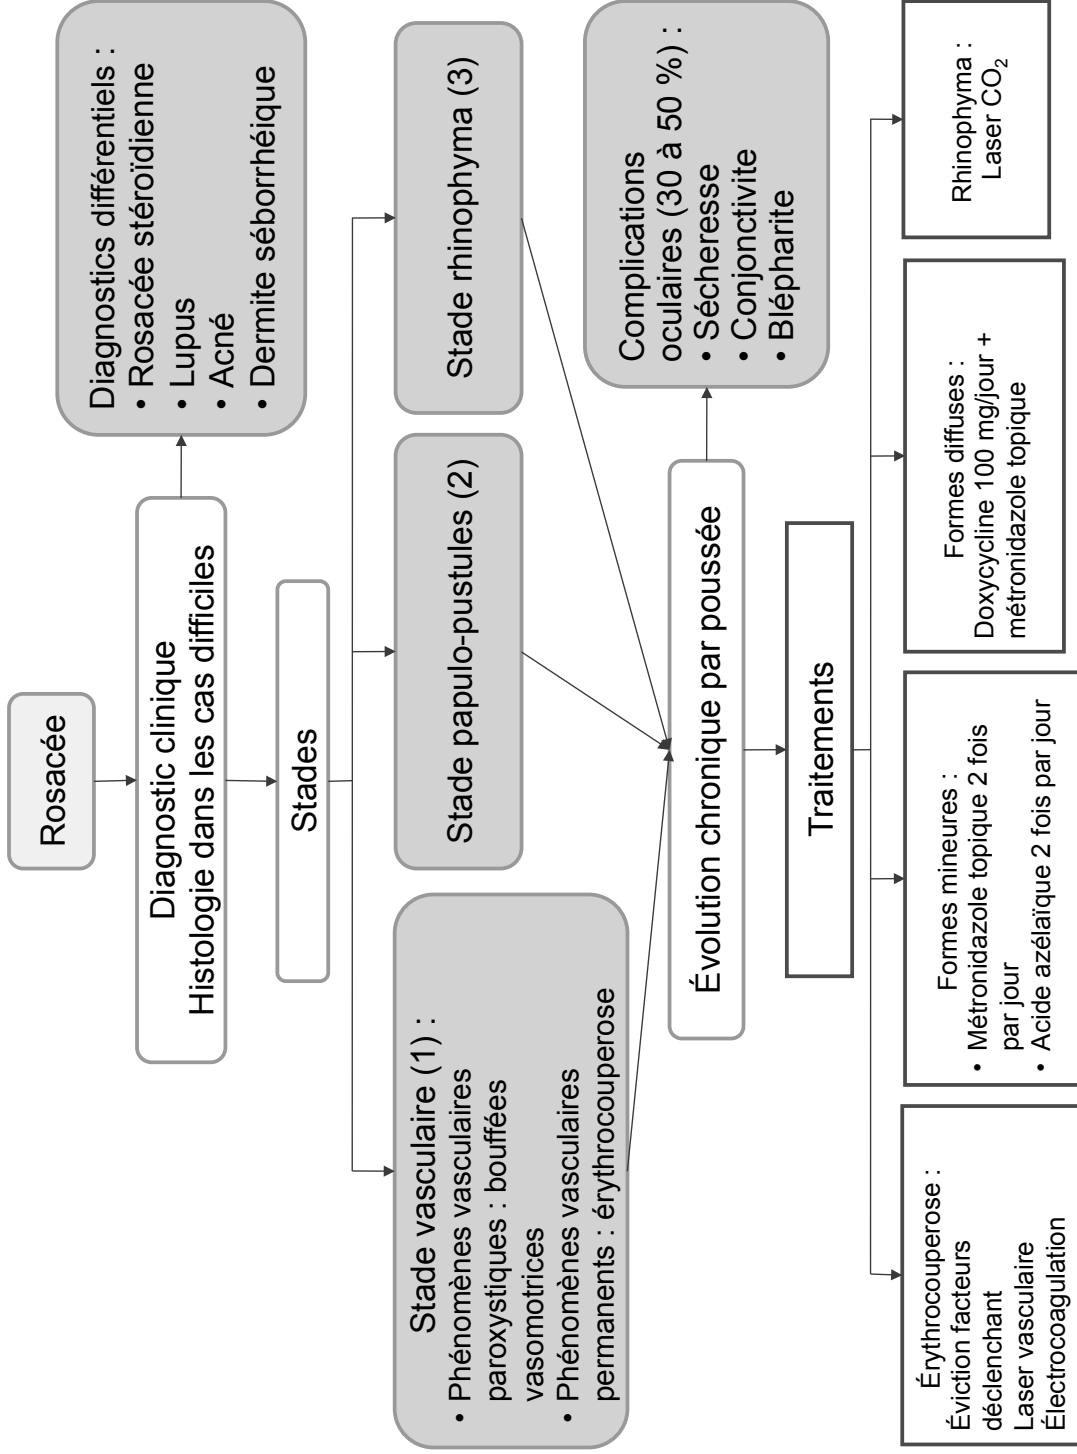 Rosacée
Diagnostic clinique
Histologie dans les cas difficiles
Diagnostics différentiels :
• Rosacée stéroïdienne
• Lupus
• Acné
• Dermite séborrhéique
Stades
Stade vasculaire (1) :
• Phénomènes vasculaires
paroxystiques : bouffées
vasomotrices
• Phénomènes vasculaires
permanents : érythrocouperose
Stade papulo-pustules (2)
Stade rhinophyma (3)
Évolution chronique par poussée
Complications
oculaires (30 à 50 %) :
• Sécheresse
• Conjonctivite
• Blépharite
Traitements
Érythrocouperose :
Éviction facteurs
déclenchant
Laser vasculaire
Électrocoagulation
Formes mineures :
• Métronidazole topique 2 fois
par jour
• Acide azélaïque 2 fois par jour
Formes diffuses :
Doxycycline 100 mg/jour +
métronidazole topique
Rhinophyma :
Laser CO₂